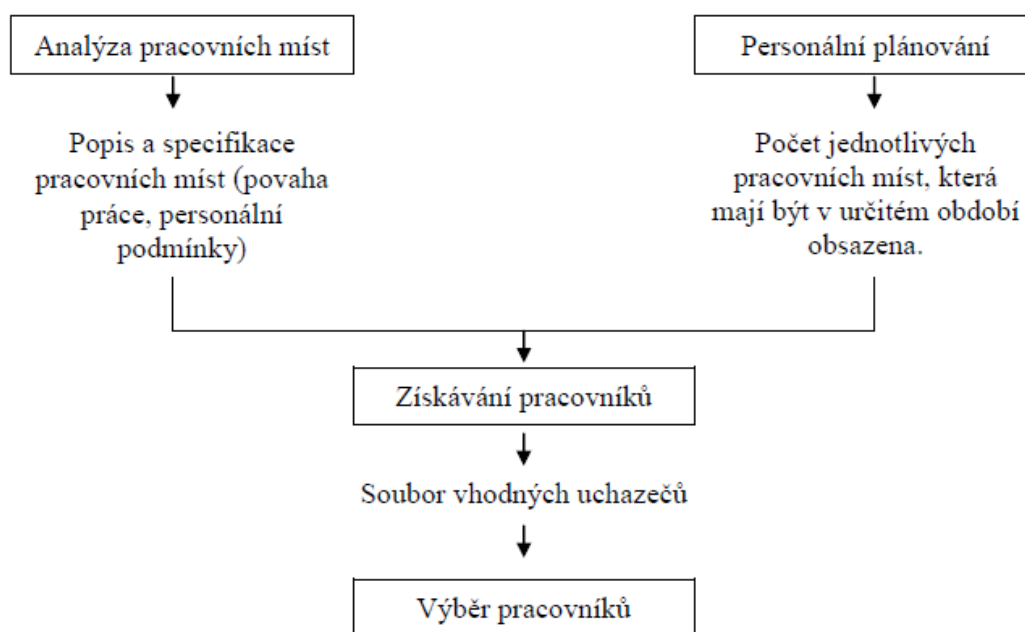 Analýza pracovních míst
Personální plánování
Popis a specifikace
pracovních míst (povaha
práce, personální
podmínky)
Počet jednotlivých
pracovních míst, která
mají být v určitém období
obsazena.
Získávání pracovníků
Soubor vhodných uchazečů
Výběr pracovníků